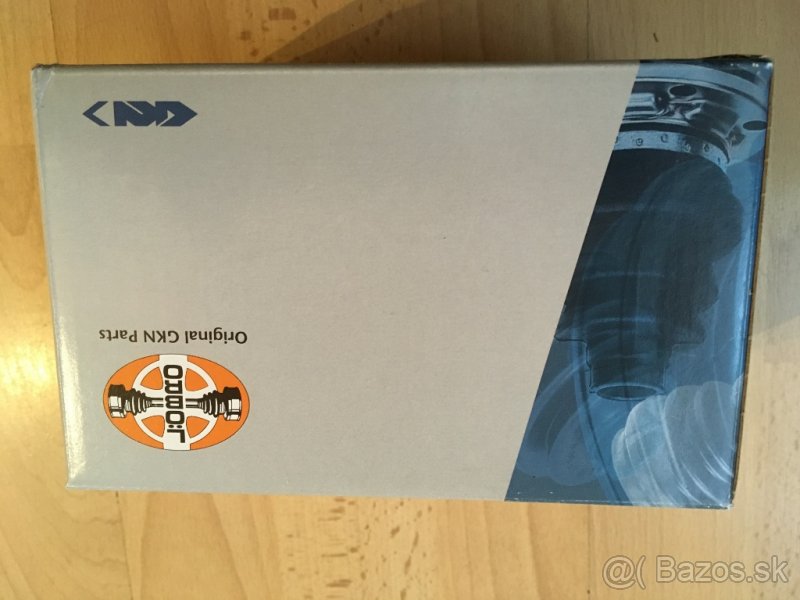 LÖBRO
Original GKN Parts
GKN
@( Bazos.sk